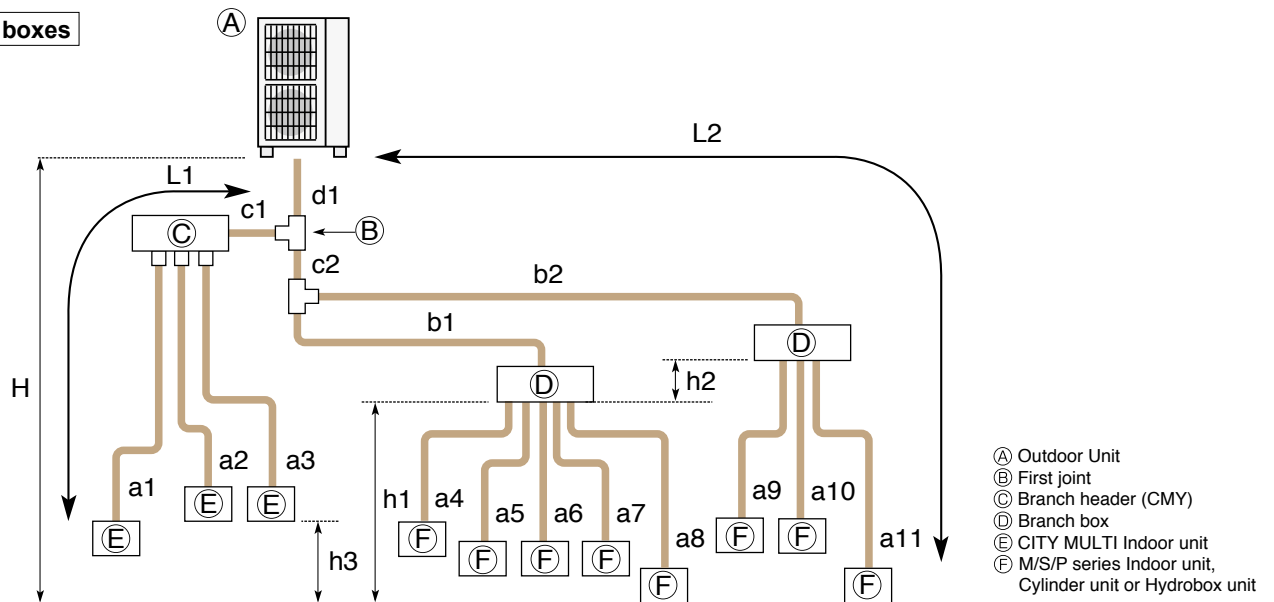 boxes
Ⓐ
L2
L1
d1
c1
Ⓒ
Ⓑ
c2
b2
b1
Ⓓ
H
Ⓓ
h2
a1
a2
a3
h1
a4
a5
a6
a7
a8
a9
a10
a11
Ⓔ
Ⓔ
Ⓔ
h3
Ⓕ
Ⓕ
Ⓕ
Ⓕ
Ⓕ
Ⓕ
Ⓕ
Ⓕ
Ⓐ Outdoor Unit
Ⓑ First joint
Ⓒ Branch header (CMY)
Ⓓ Branch box
Ⓔ CITY MULTI Indoor unit
Ⓕ M/S/P series Indoor unit,
Cylinder unit or Hydrobox unit